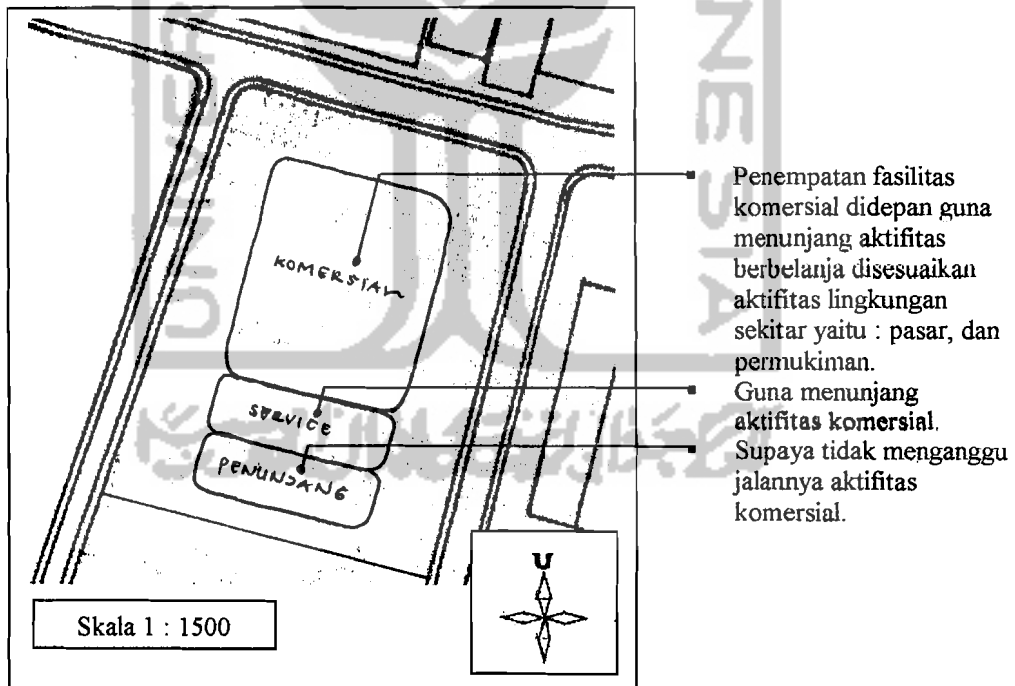 KOMERSIAL
SERVICE
PENUNJANG
Penempatan fasilitas
komersial didepan guna
menunjang aktifitas
berbelanja disesuaikan
aktifitas lingkungan
sekitar yaitu : pasar, dan
permukiman.
Guna menunjang
aktifitas komersial.
Supaya tidak menganggu
jalannya aktifitas
komersial.
U
Skala 1 : 1500